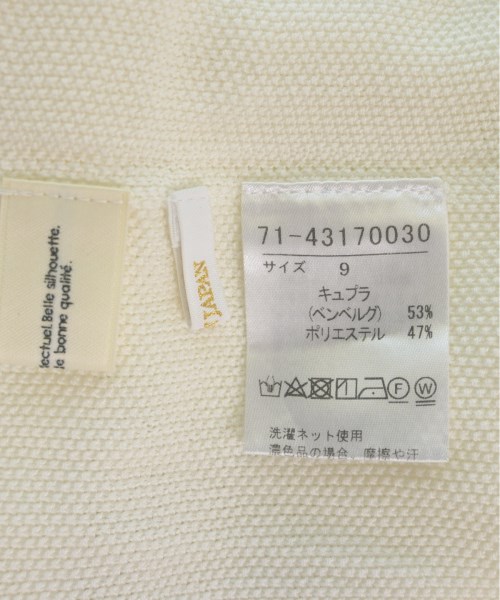 lectuel. Belle silhouette.
le bonne qualité.
JAPAN
71-43170030
サイズ 9
キュプラ
(ベンベルグ) 53%
ポリエステル 47%
F W
洗濯ネット使用
濃色品の場合、摩擦や汗